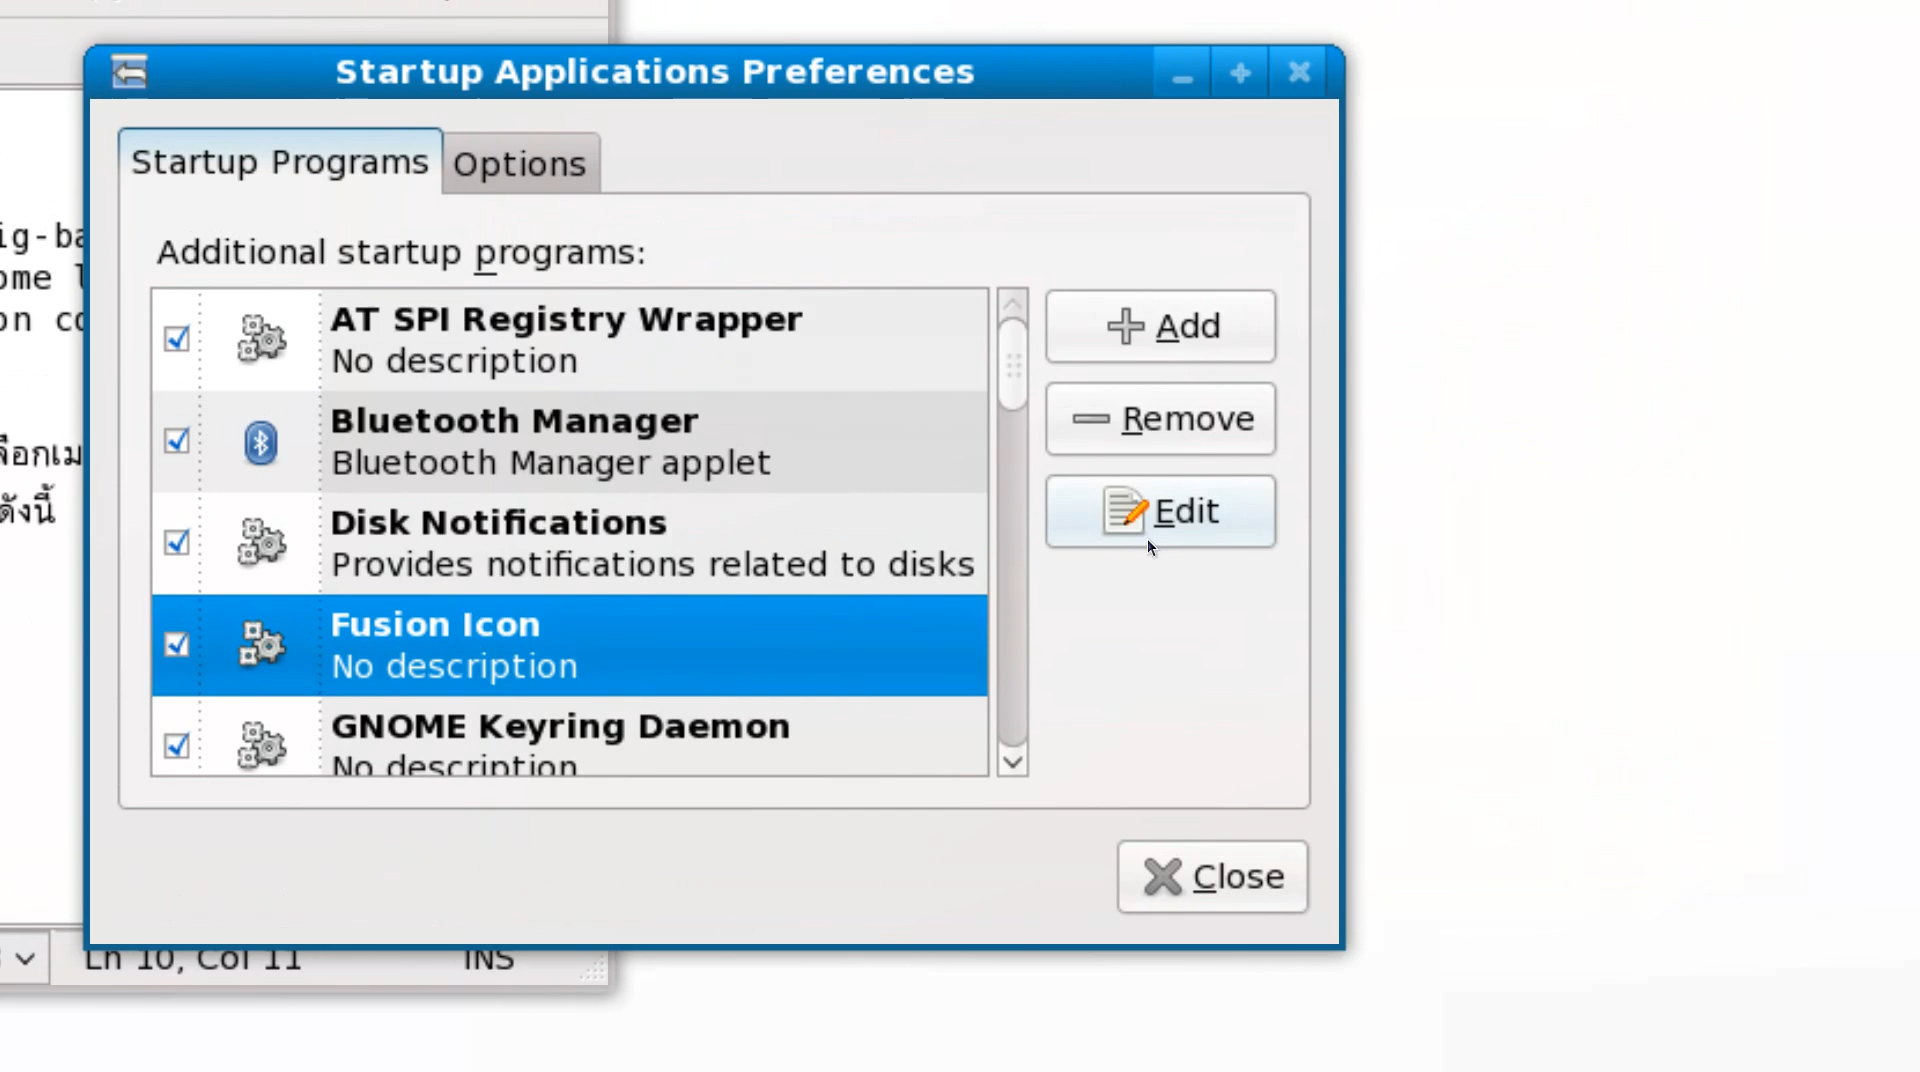 Startup Applications Preferences
Startup Programs
Options
ig-ba
ome l
on co
ลือกเม
ดังนี้
Additional startup programs:
AT SPI Registry Wrapper
No description
Bluetooth Manager
Bluetooth Manager applet
Disk Notifications
Provides notifications related to disks
Fusion Icon
No description
GNOME Keyring Daemon
No description
Add
Remove
Edit
Close
Ln 10, Col 11
INS